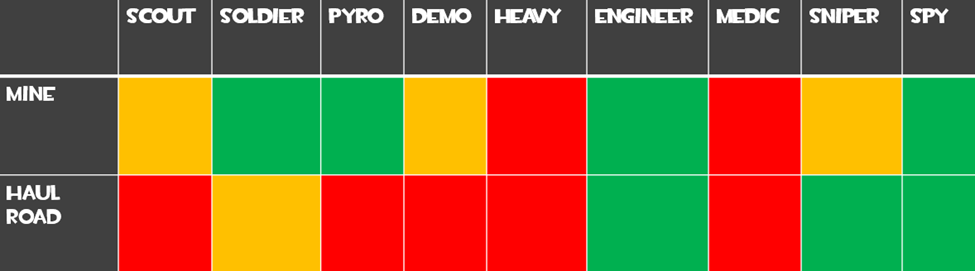 SCOUT SOLDIER PYRO DEMO HEAVY ENGINEER MEDIC SNIPER SPY
MINE
HAUL
ROAD